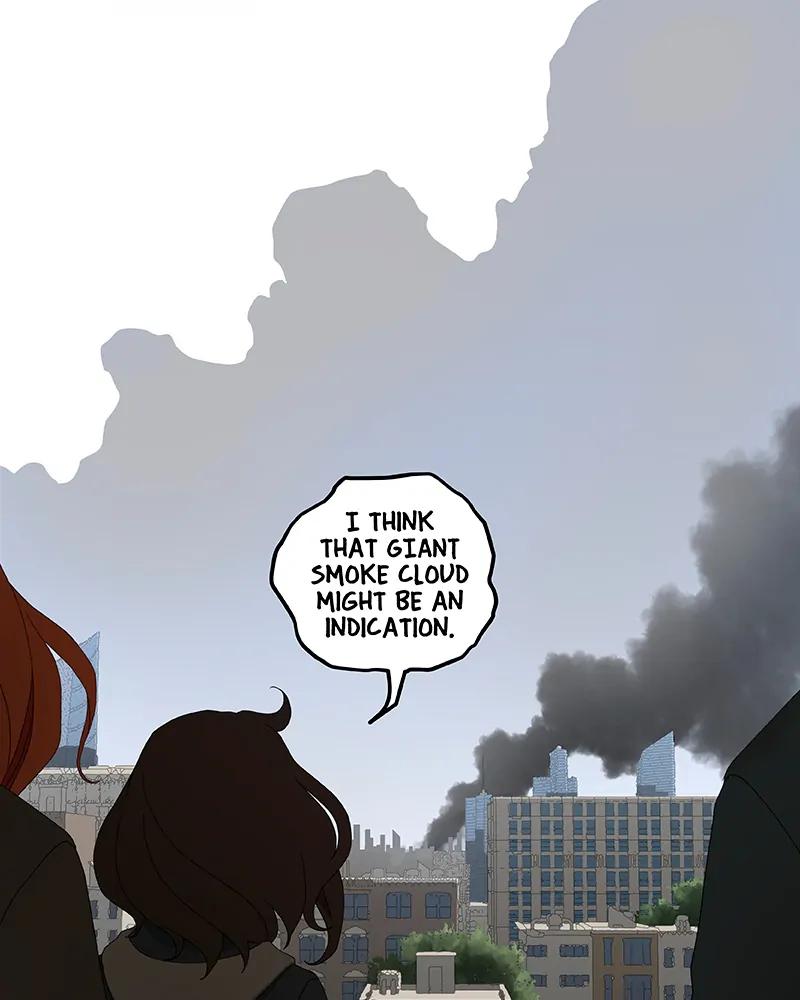 I THINK
THAT GIANT
SMOKE CLOUD
MIGHT BE AN
INDICATION.